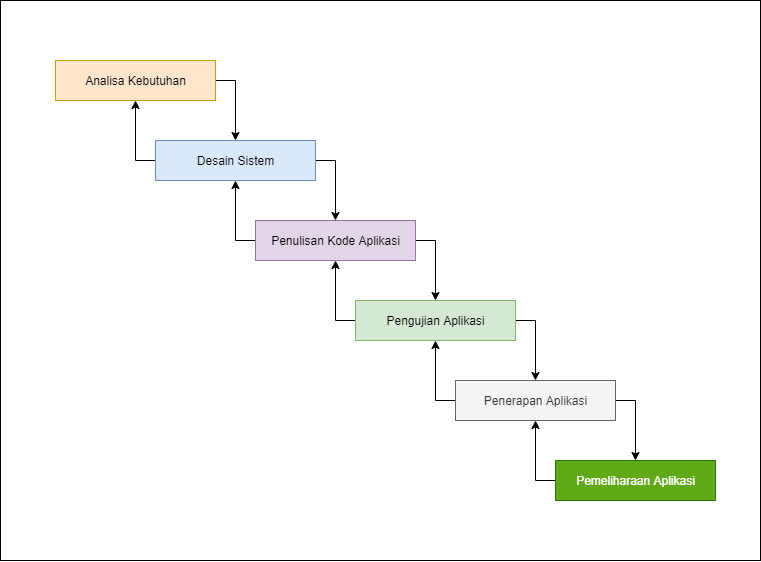 Analisa Kebutuhan
Desain Sistem
Penulisan Kode Aplikasi
Pengujian Aplikasi
Penerapan Aplikasi
Pemeliharaan Aplikasi